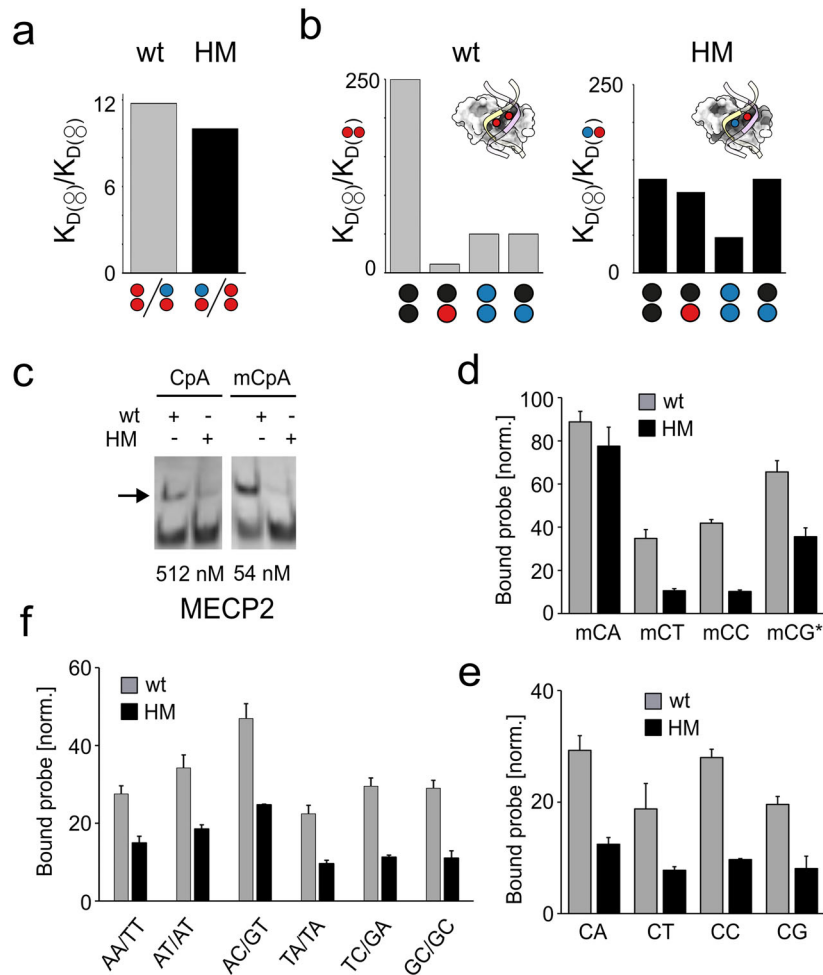 a
wt HM
K_D(○○)/K_D(○○)
12
6
0
b
wt HM
K_D(○○)/K_D(●●)
250
0
K_D(○○)/K_D(●●)
250
0
c
CpA mCpA
wt + - + -
HM - + - +
512 nM 54 nM
MECP2
d
Bound probe [norm.]
100
80
60
40
20
0
wt
HM
mCA mCT mCC mCG*
f
Bound probe [norm.]
60
40
20
0
wt
HM
AA/TT AT/AT AC/GT TA/TA TC/GA GC/GC
e
Bound probe [norm.]
40
20
0
wt
HM
CA CT CC CG